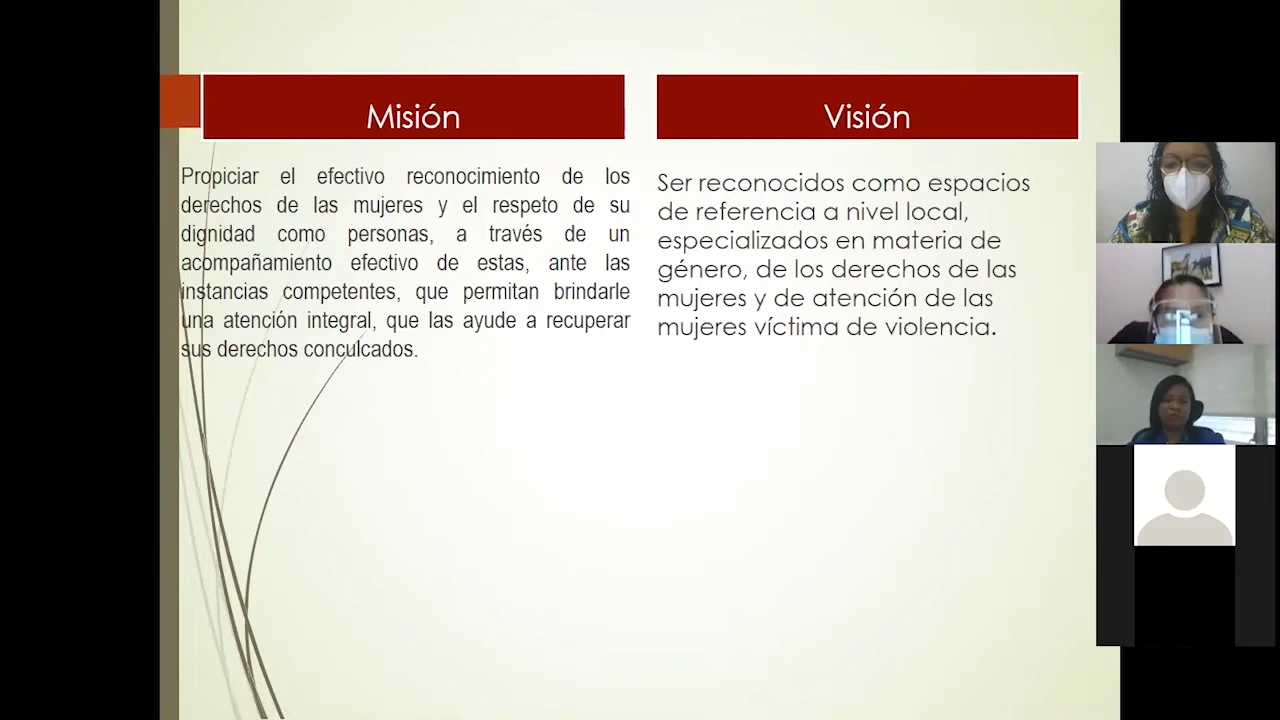 Misión
Propiciar el efectivo reconocimiento de los
derechos de las mujeres y el respeto de su
dignidad como personas, a través de un
acompañamiento efectivo de estas, ante las
instancias competentes, que permitan brindarle
una atención integral, que las ayude a recuperar
sus derechos conculcados.
Visión
Ser reconocidos como espacios
de referencia a nivel local,
especializados en materia de
género, de los derechos de las
mujeres y de atención de las
mujeres víctima de violencia.